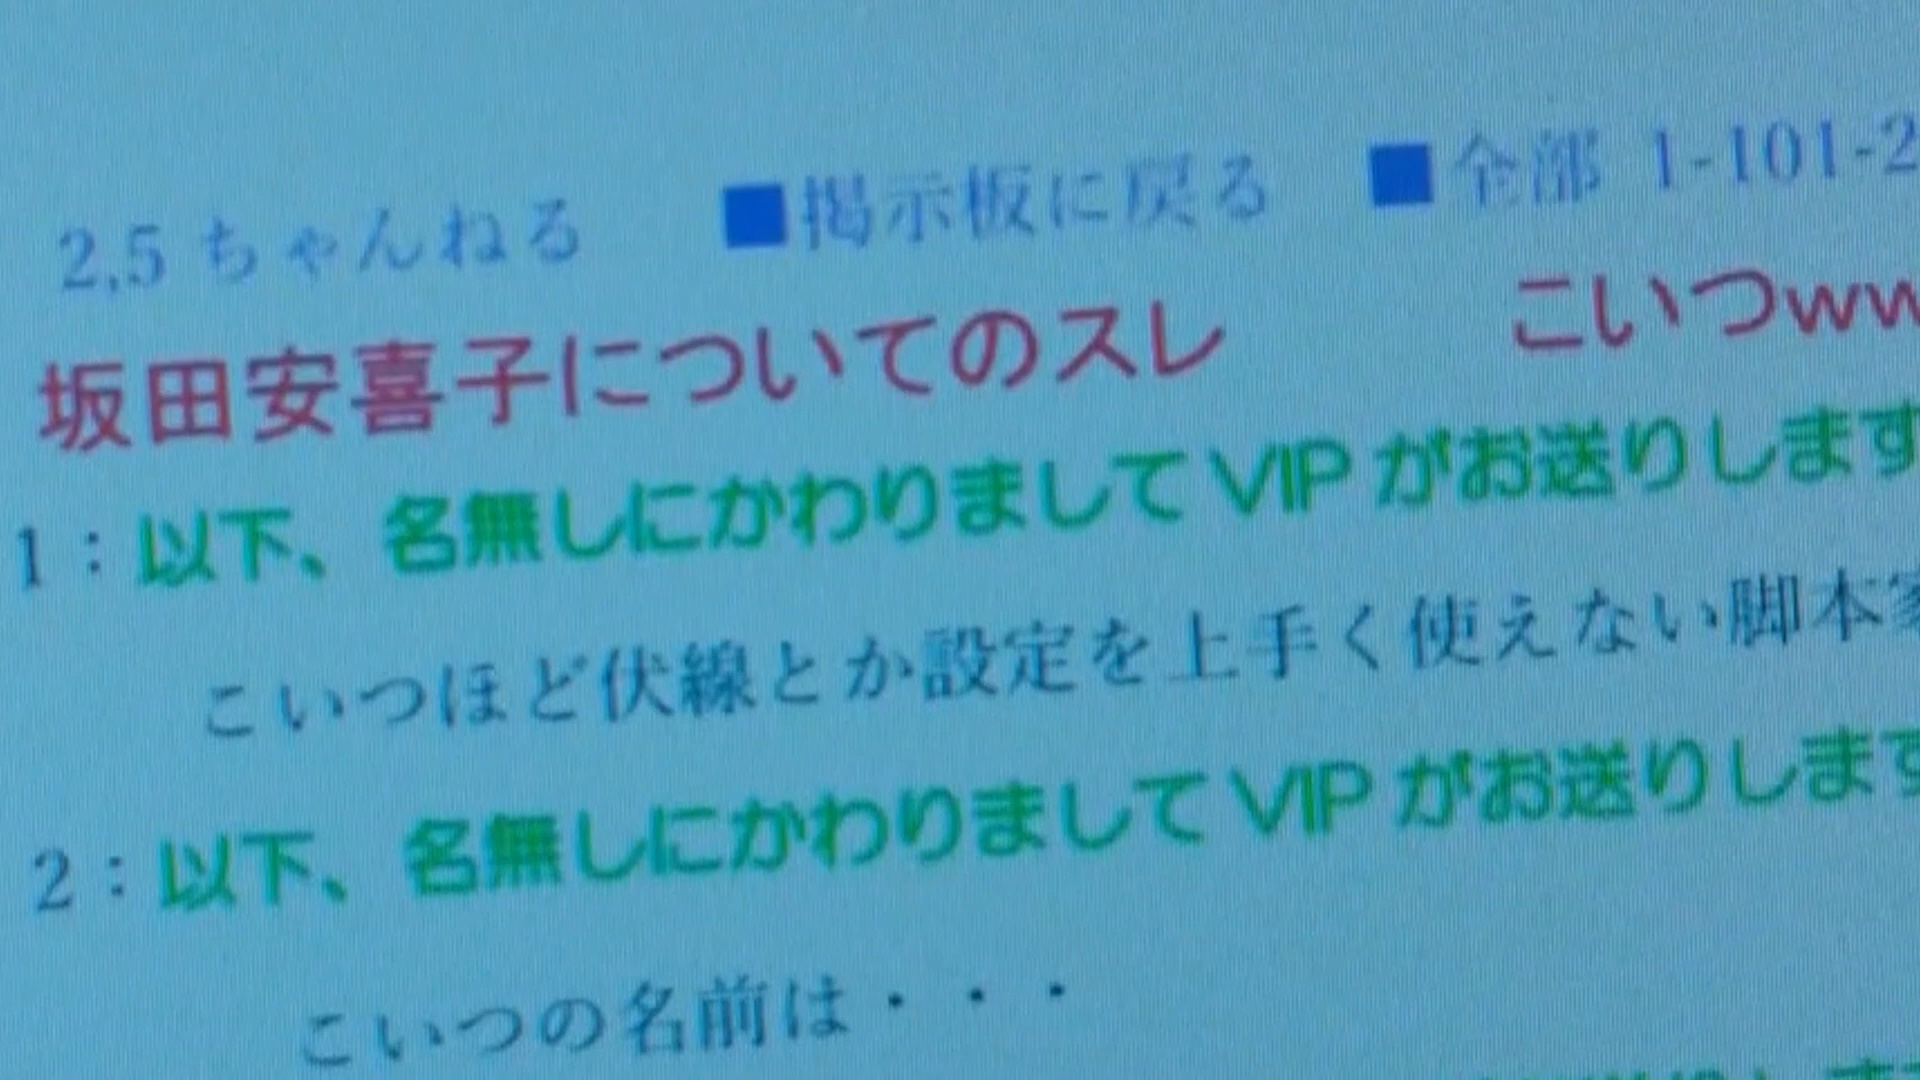 2,5 ちゃんねる ■掲示板に戻る ■全部 1-101-2
坂田安喜子についてのスレ こいつww
1：以下、名無しにかわりましてVIPがお送りします
こいつほど伏線とか設定を上手く使えない脚本家
2：以下、名無しにかわりましてVIPがお送りします
こいつの名前は・・・